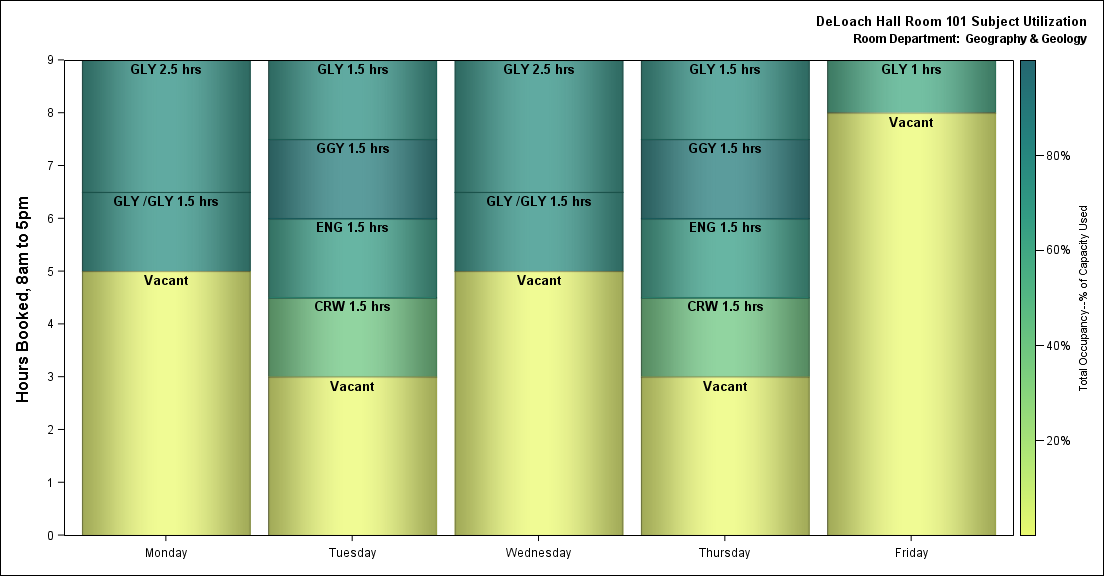 DeLoach Hall Room 101 Subject Utilization
Room Department: Geography & Geology
Hours Booked, 8am to 5pm
9
8
7
6
5
4
3
2
1
0
GLY 2.5 hrs
GLY /GLY 1.5 hrs
Vacant
GLY 1.5 hrs
GGY 1.5 hrs
ENG 1.5 hrs
CRW 1.5 hrs
Vacant
GLY 2.5 hrs
GLY /GLY 1.5 hrs
Vacant
GLY 1.5 hrs
GGY 1.5 hrs
ENG 1.5 hrs
CRW 1.5 hrs
Vacant
GLY 1 hrs
Vacant
Monday
Tuesday
Wednesday
Thursday
Friday
80%
60%
40%
20%
Total Occupancy--% of Capacity Used